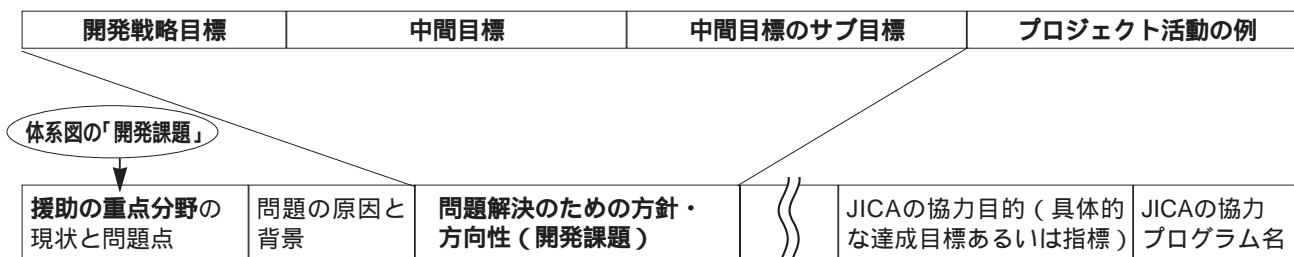 開発戦略目標
中間目標
中間目標のサブ目標
プロジェクト活動の例
体系図の「開発課題」
援助の重点分野の
現状と問題点
問題の原因と
背景
問題解決のための方針・
方向性（開発課題）
JICAの協力目的（具体的
な達成目標あるいは指標）
JICAの協力
プログラム名